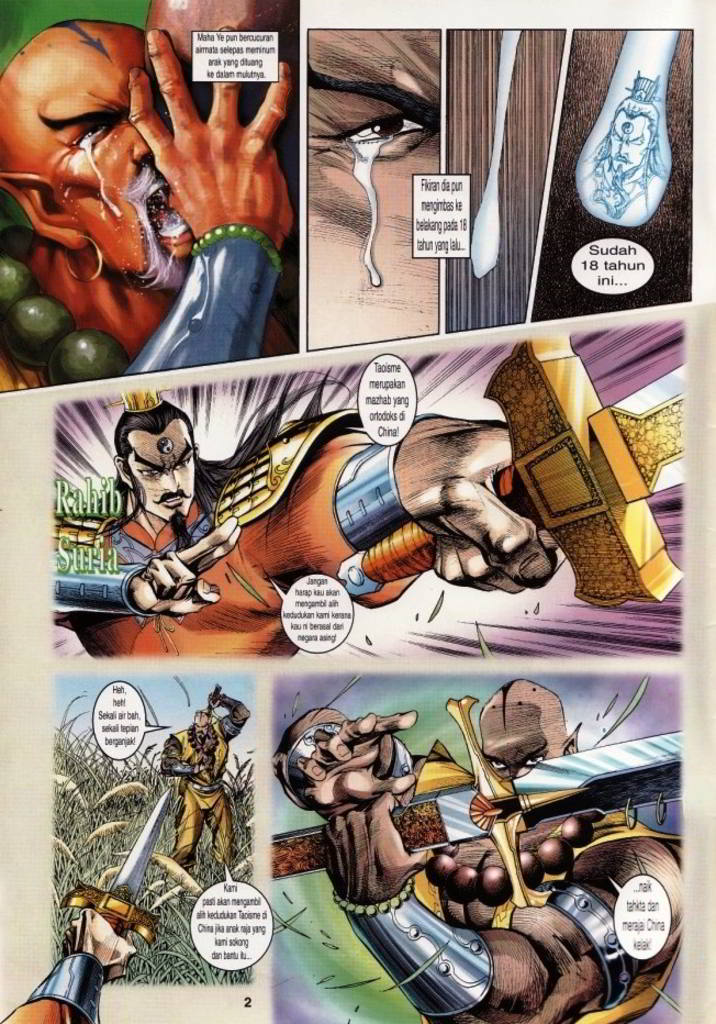 Maha Ye pun bercucuran
airmata selepas meminum
arak yang dituang
ke dalam mulutnya.
Fikiran dia pun
mengimbas ke
belakang pada 18
tahun yang lalu...
Sudah
18 tahun
ini...
Taoisme
merupakan
mazhab yang
ortodoks di
China!
Rahib
Suria
Jangan
harap kau akan
mengambil alih
kedudukan kami kerana
kau ni berasal dari
negara asing!
Heh,
heh!
Sekali air bah,
sekali tepian
berganjak!
Kami
pasti akan mengambil
alih kedudukan Taoisme di
China jika anak raja yang
kami sokong
dan bantu itu...
...naik
tahkta dan
merajai China
kelak!
2